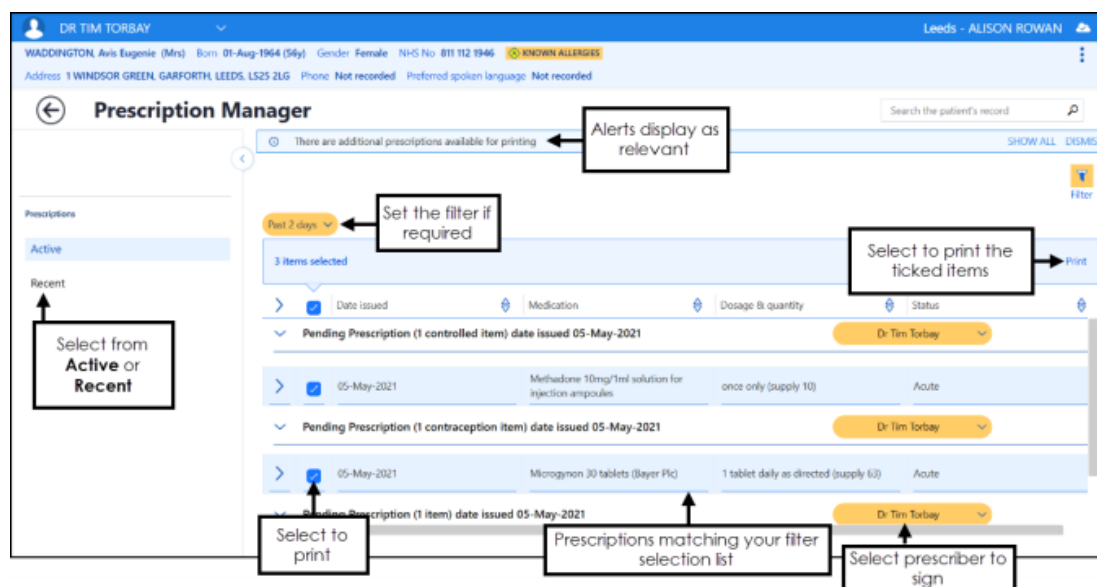 DR TIM TORBAY
Leeds - ALISON ROWAN
WADDINGTON, Avis Eugenie (Mrs) Born 01-Aug-1964 (56y) Gender Female NHS No 811 112 1946 KNOWN ALLERGIES
Address 1 WINDSOR GREEN, GARFORTH, LEEDS, LS25 2LG Phone Not recorded Preferred spoken language Not recorded
Prescription Manager
Search the patient's record
There are additional prescriptions available for printing
Alerts display as
relevant
SHOW ALL DISMIS
Filter
Prescriptions
Past 2 days
Set the filter if
required
Active
3 items selected
Select to print the
ticked items
Print
Recent
Date issued Medication Dosage & quantity Status
Select from
Active or
Recent
Pending Prescription (1 controlled item) date issued 05-May-2021 Dr Tim Torbay
05-May-2021 Methadone 10mg/1ml solution for
injection ampoules once only (supply 10) Acute
Pending Prescription (1 contraception item) date issued 05-May-2021 Dr Tim Torbay
05-May-2021 Microgynon 30 tablets (Bayer Plc) 1 tablet daily as directed (supply 63) Acute
Pending Prescription (1 item) date issued 05-May-2021 Dr Tim Torbay
Select to
print
Prescriptions matching your filter
selection list
Select prescriber to
sign